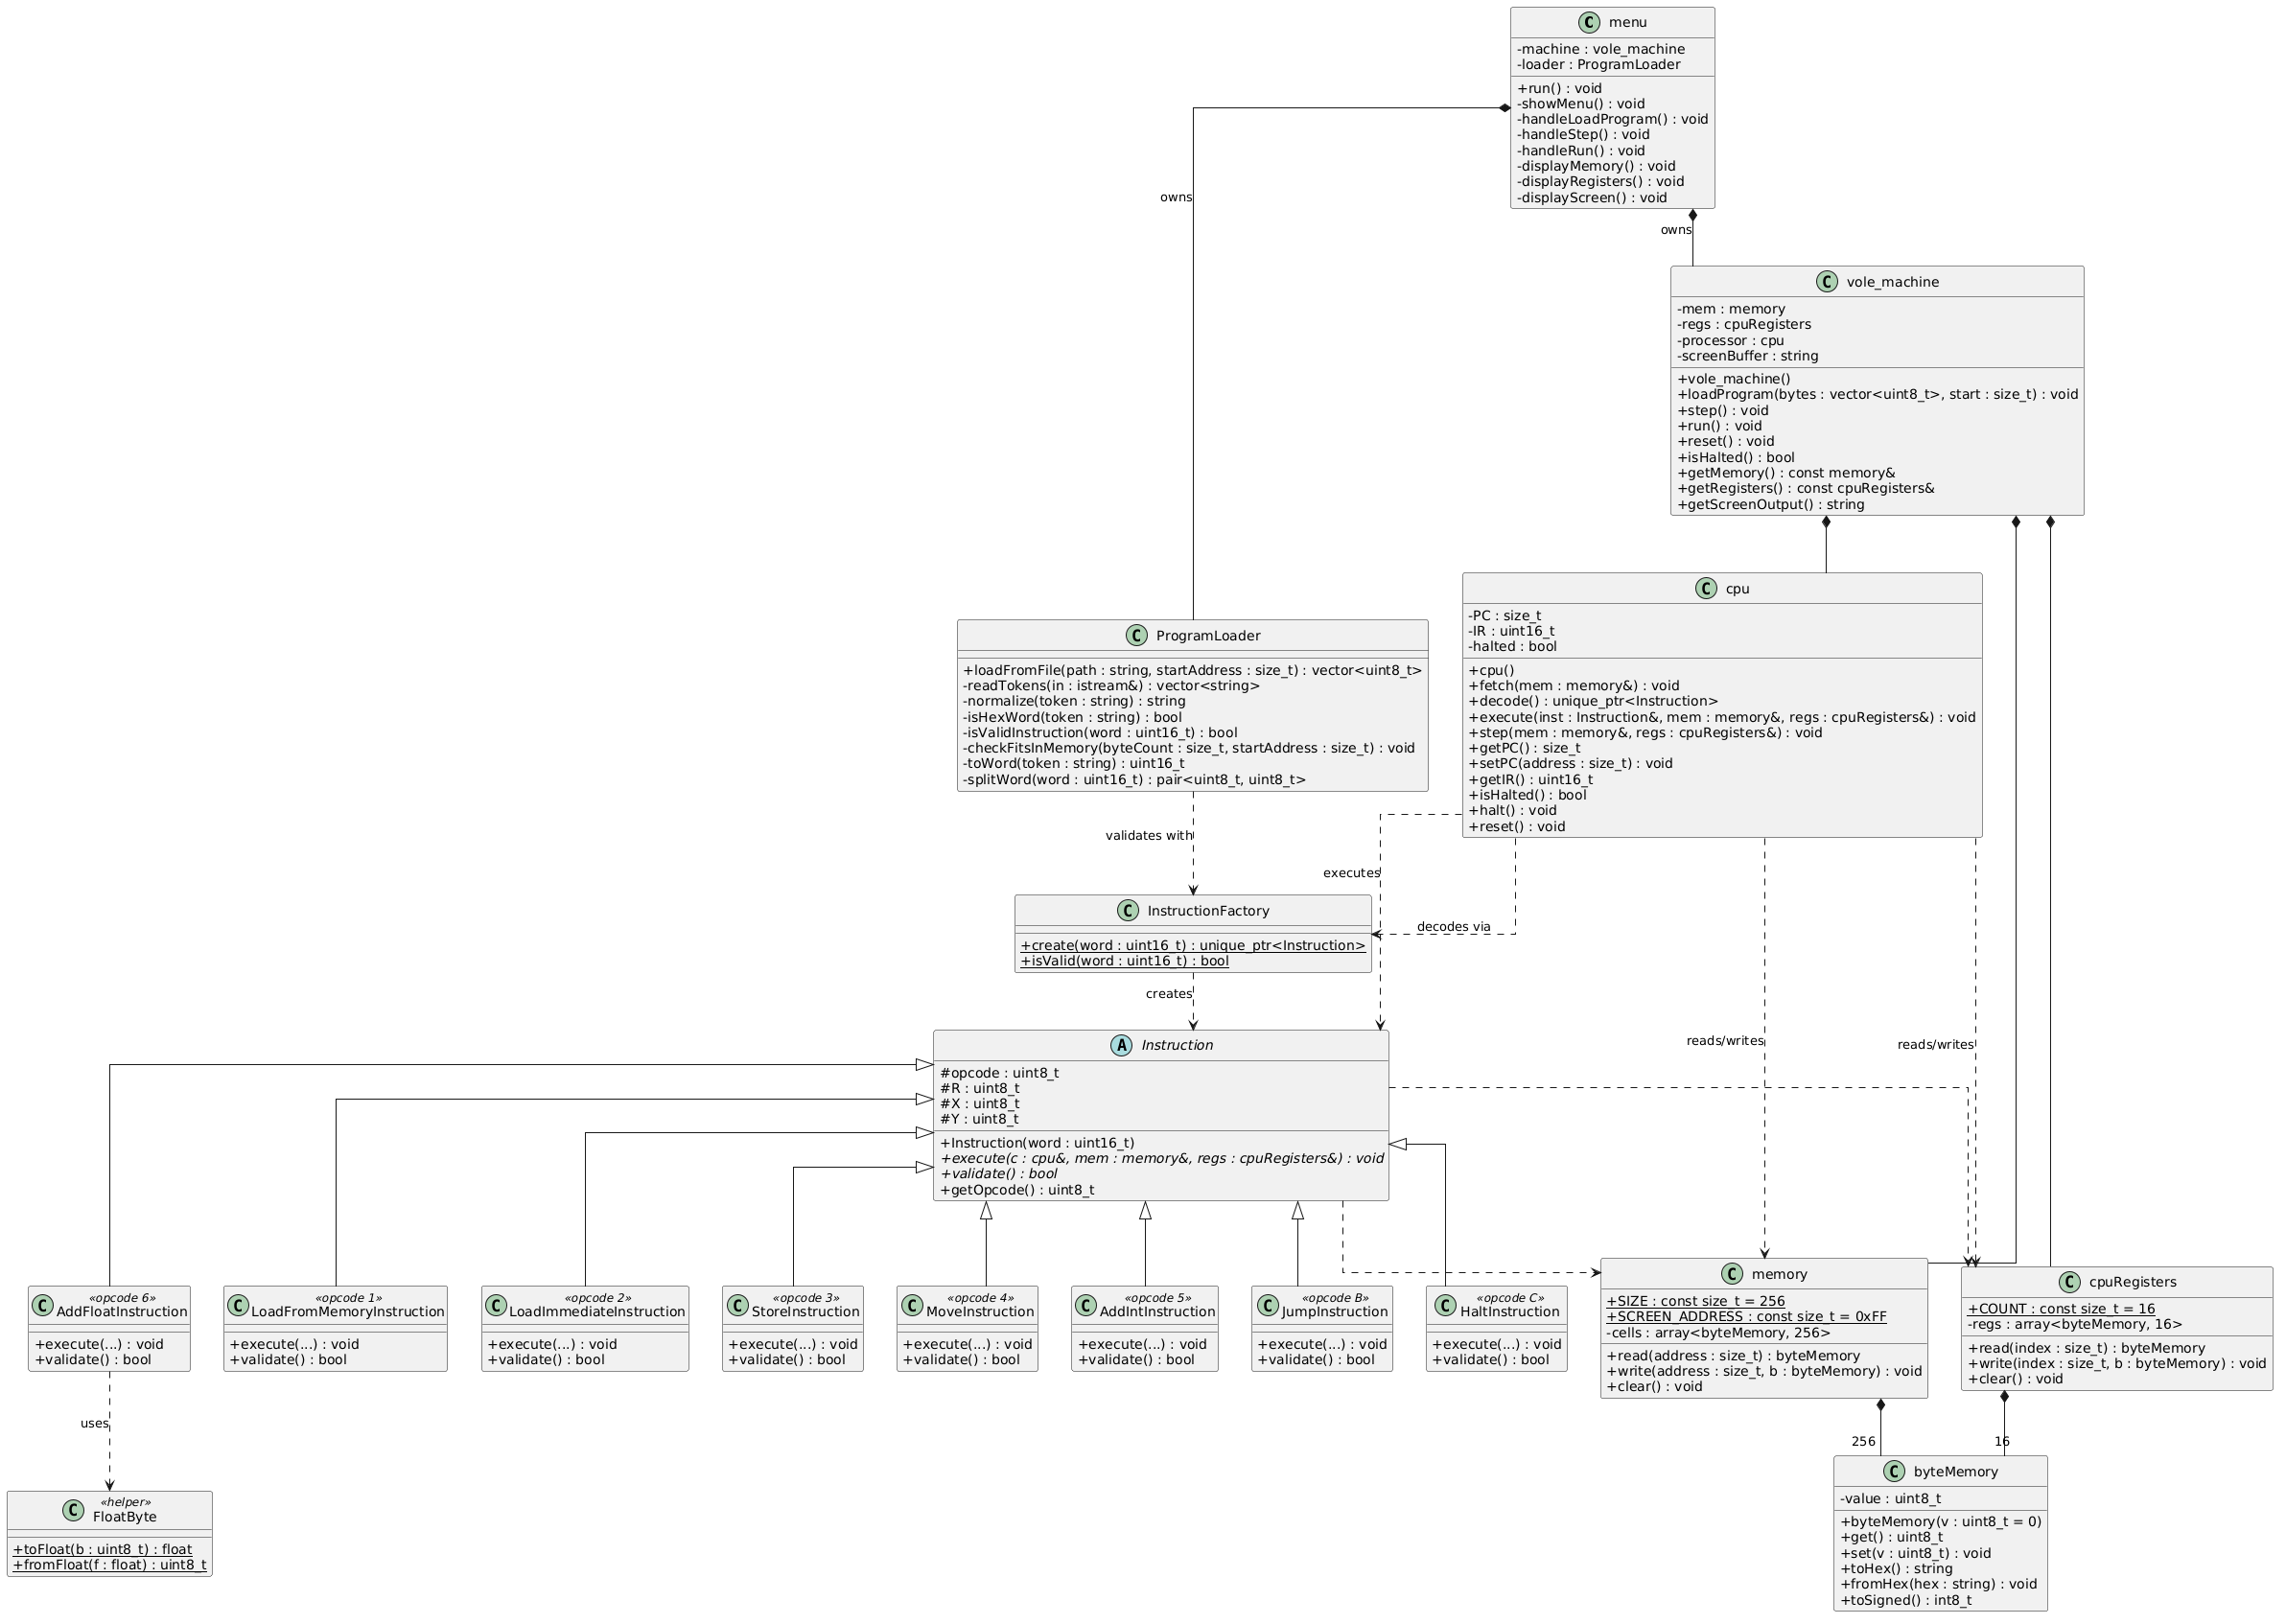 C menu
-machine : vole_machine
-loader : ProgramLoader
+run() : void
-showMenu() : void
-handleLoadProgram() : void
-handleStep() : void
-handleRun() : void
-displayMemory() : void
-displayRegisters() : void
-displayScreen() : void
owns
owns
C vole_machine
-mem : memory
-regs : cpuRegisters
-processor : cpu
-screenBuffer : string
+vole_machine()
+loadProgram(bytes : vector<uint8_t>, start : size_t) : void
+step() : void
+run() : void
+reset() : void
+isHalted() : bool
+getMemory() : const memory&
+getRegisters() : const cpuRegisters&
+getScreenOutput() : string
C ProgramLoader
+loadFromFile(path : string, startAddress : size_t) : vector<uint8_t>
-readTokens(in : istream&) : vector<string>
-normalize(token : string) : string
-isHexWord(token : string) : bool
-isValidInstruction(word : uint16_t) : bool
-checkFitsInMemory(byteCount : size_t, startAddress : size_t) : void
-toWord(token : string) : uint16_t
-splitWord(word : uint16_t) : pair<uint8_t, uint8_t>
C cpu
-PC : size_t
-IR : uint16_t
-halted : bool
+cpu()
+fetch(mem : memory&) : void
+decode() : unique_ptr<Instruction>
+execute(inst : Instruction&, mem : memory&, regs : cpuRegisters&) : void
+step(mem : memory&, regs : cpuRegisters&) : void
+getPC() : size_t
+setPC(address : size_t) : void
+getIR() : uint16_t
+isHalted() : bool
+halt() : void
+reset() : void
validates with
executes
decodes via
C InstructionFactory
+create(word : uint16_t) : unique_ptr<Instruction>
+isValid(word : uint16_t) : bool
creates
reads/writes
reads/writes
A Instruction
#opcode : uint8_t
#R : uint8_t
#X : uint8_t
#Y : uint8_t
+Instruction(word : uint16_t)
+execute(c : cpu&, mem : memory&, regs : cpuRegisters&) : void
+validate() : bool
+getOpcode() : uint8_t
«opcode 6»
C AddFloatInstruction
+execute(...) : void
+validate() : bool
«opcode 1»
C LoadFromMemoryInstruction
+execute(...) : void
+validate() : bool
«opcode 2»
C LoadImmediateInstruction
+execute(...) : void
+validate() : bool
«opcode 3»
C StoreInstruction
+execute(...) : void
+validate() : bool
«opcode 4»
C MoveInstruction
+execute(...) : void
+validate() : bool
«opcode 5»
C AddIntInstruction
+execute(...) : void
+validate() : bool
«opcode B»
C JumpInstruction
+execute(...) : void
+validate() : bool
«opcode C»
C HaltInstruction
+execute(...) : void
+validate() : bool
C memory
+SIZE : const size_t = 256
+SCREEN_ADDRESS : const size_t = 0xFF
-cells : array<byteMemory, 256>
+read(address : size_t) : byteMemory
+write(address : size_t, b : byteMemory) : void
+clear() : void
C cpuRegisters
+COUNT : const size_t = 16
-regs : array<byteMemory, 16>
+read(index : size_t) : byteMemory
+write(index : size_t, b : byteMemory) : void
+clear() : void
uses
256
16
«helper»
C FloatByte
+toFloat(b : uint8_t) : float
+fromFloat(f : float) : uint8_t
C byteMemory
-value : uint8_t
+byteMemory(v : uint8_t = 0)
+get() : uint8_t
+set(v : uint8_t) : void
+toHex() : string
+fromHex(hex : string) : void
+toSigned() : int8_t